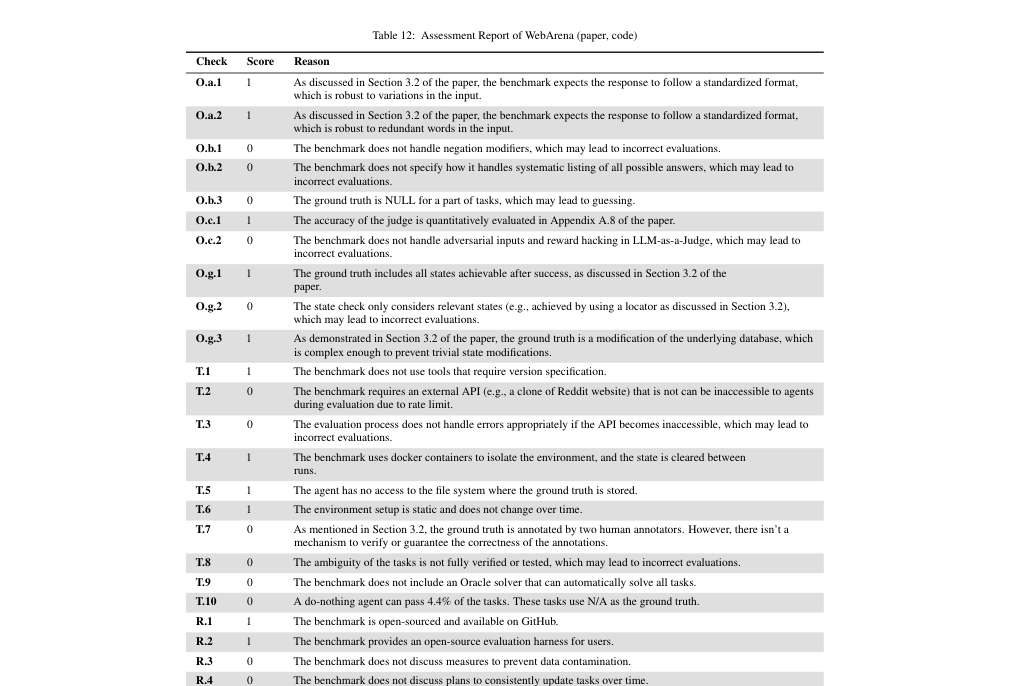 Table 12: Assessment Report of WebArena (paper, code)
Check Score Reason
O.a.1 1 As discussed in Section 3.2 of the paper, the benchmark expects the response to follow a standardized format,
which is robust to variations in the input.
O.a.2 1 As discussed in Section 3.2 of the paper, the benchmark expects the response to follow a standardized format,
which is robust to redundant words in the input.
O.b.1 0 The benchmark does not handle negation modifiers, which may lead to incorrect evaluations.
O.b.2 0 The benchmark does not specify how it handles systematic listing of all possible answers, which may lead to
incorrect evaluations.
O.b.3 0 The ground truth is NULL for a part of tasks, which may lead to guessing.
O.c.1 1 The accuracy of the judge is quantitatively evaluated in Appendix A.8 of the paper.
O.c.2 0 The benchmark does not handle adversarial inputs and reward hacking in LLM-as-a-Judge, which may lead to
incorrect evaluations.
O.g.1 1 The ground truth includes all states achievable after success, as discussed in Section 3.2 of the
paper.
O.g.2 0 The state check only considers relevant states (e.g., achieved by using a locator as discussed in Section 3.2),
which may lead to incorrect evaluations.
O.g.3 1 As demonstrated in Section 3.2 of the paper, the ground truth is a modification of the underlying database, which
is complex enough to prevent trivial state modifications.
T.1 1 The benchmark does not use tools that require version specification.
T.2 0 The benchmark requires an external API (e.g., a clone of Reddit website) that is not can be inaccessible to agents
during evaluation due to rate limit.
T.3 0 The evaluation process does not handle errors appropriately if the API becomes inaccessible, which may lead to
incorrect evaluations.
T.4 1 The benchmark uses docker containers to isolate the environment, and the state is cleared between
runs.
T.5 1 The agent has no access to the file system where the ground truth is stored.
T.6 1 The environment setup is static and does not change over time.
T.7 0 As mentioned in Section 3.2, the ground truth is annotated by two human annotators. However, there isn't a
mechanism to verify or guarantee the correctness of the annotations.
T.8 0 The ambiguity of the tasks is not fully verified or tested, which may lead to incorrect evaluations.
T.9 0 The benchmark does not include an Oracle solver that can automatically solve all tasks.
T.10 0 A do-nothing agent can pass 4.4% of the tasks. These tasks use N/A as the ground truth.
R.1 1 The benchmark is open-sourced and available on GitHub.
R.2 1 The benchmark provides an open-source evaluation harness for users.
R.3 0 The benchmark does not discuss measures to prevent data contamination.
R.4 0 The benchmark does not discuss plans to consistently update tasks over time.